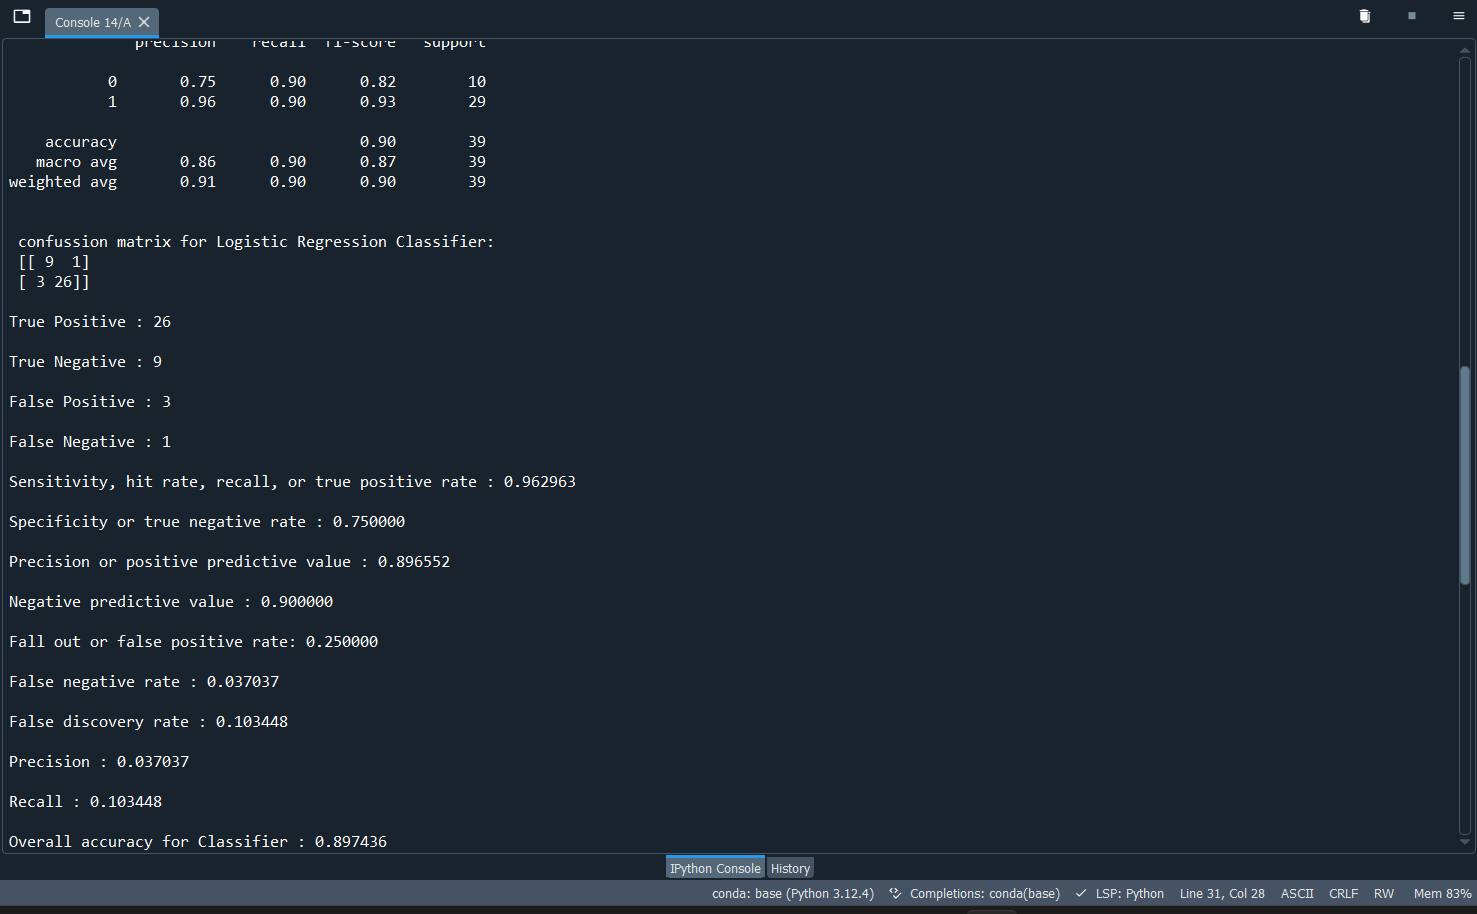 Console 14/A
precision recall f1-score support
0 0.75 0.90 0.82 10
1 0.96 0.90 0.93 29
accuracy 0.90 39
macro avg 0.86 0.90 0.87 39
weighted avg 0.91 0.90 0.90 39
confussion matrix for Logistic Regression Classifier:
[[ 9 1]
[ 3 26]]
True Positive : 26
True Negative : 9
False Positive : 3
False Negative : 1
Sensitivity, hit rate, recall, or true positive rate : 0.962963
Specificity or true negative rate : 0.750000
Precision or positive predictive value : 0.896552
Negative predictive value : 0.900000
Fall out or false positive rate: 0.250000
False negative rate : 0.037037
False discovery rate : 0.103448
Precision : 0.037037
Recall : 0.103448
Overall accuracy for Classifier : 0.897436
IPython Console History
conda: base (Python 3.12.4) Completions: conda(base) LSP: Python Line 31, Col 28 ASCII CRLF RW Mem 83%